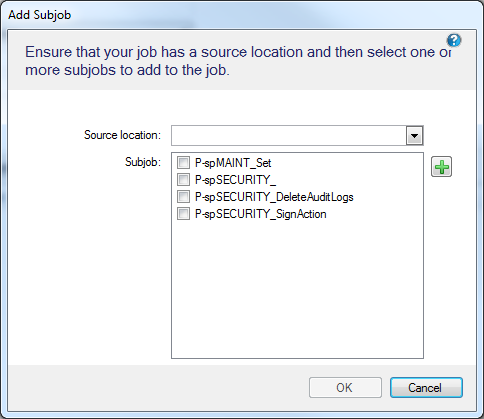 Add Subjob
Ensure that your job has a source location and then select one or
more subjobs to add to the job.
?
Source location:
Subjob:
P-spMAINT_Set
P-spSECURITY_
P-spSECURITY_DeleteAuditLogs
P-spSECURITY_SignAction
OK
Cancel